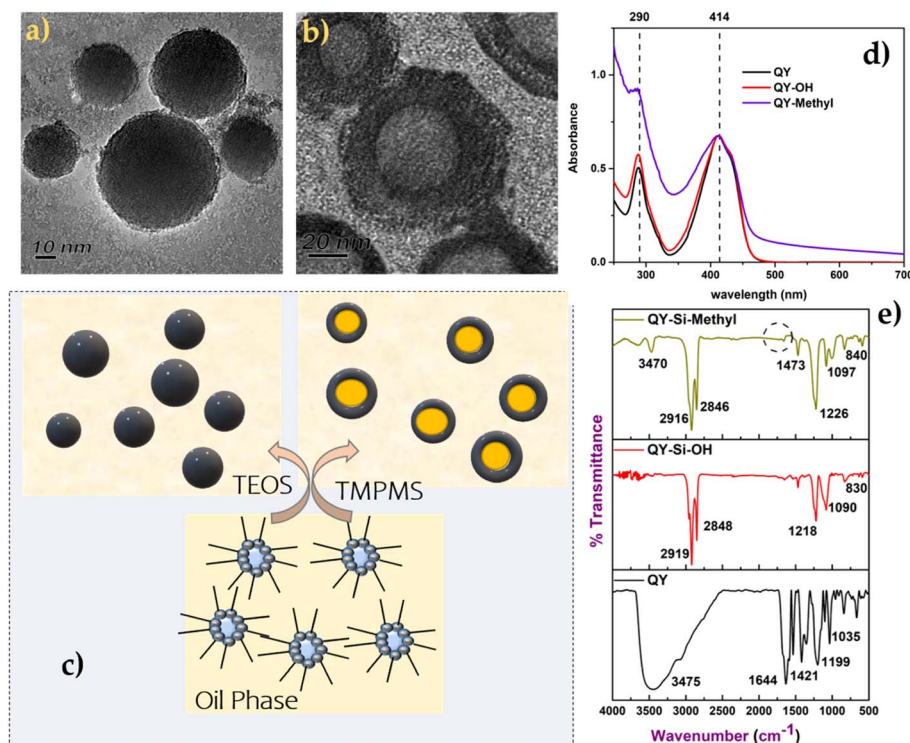 a)
10 nm
b)
20 nm
290
414
d)
QY
QY-OH
QY-Methyl
Absorbance
1.0
0.5
0.0
300
400
500
600
700
wavelength (nm)
TEOS
TMPMS
c)
Oil Phase
e)
QY-Si-Methyl
3470
2916
2846
1473
1226
1097
840
QY-Si-OH
2919
2848
1218
1090
830
QY
3475
1644
1421
1199
1035
% Transmittance
4000 3500 3000 2500 2000 1500 1000 500
Wavenumber (cm⁻¹)